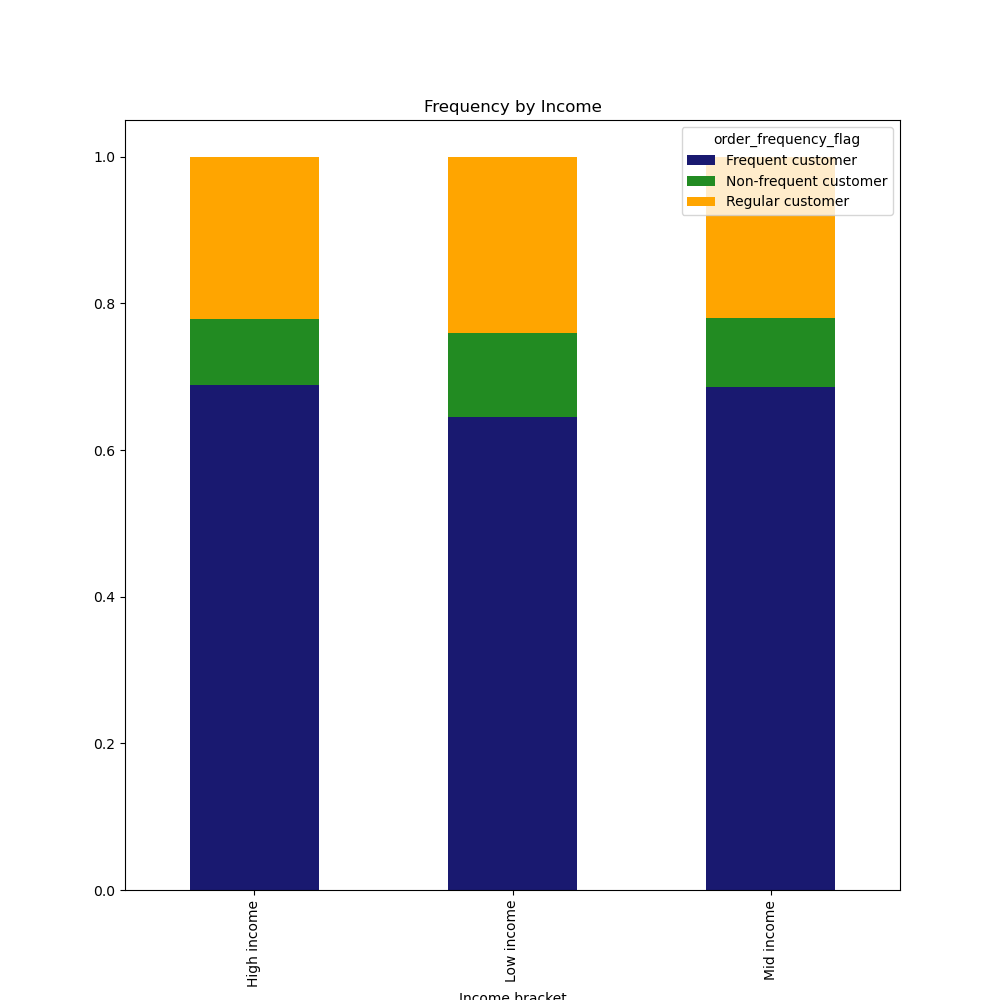 Frequency by Income
order_frequency_flag
Frequent customer
Non-frequent customer
Regular customer
1.0
0.8
0.6
0.4
0.2
0.0
High income
Low income
Mid income
Income bracket